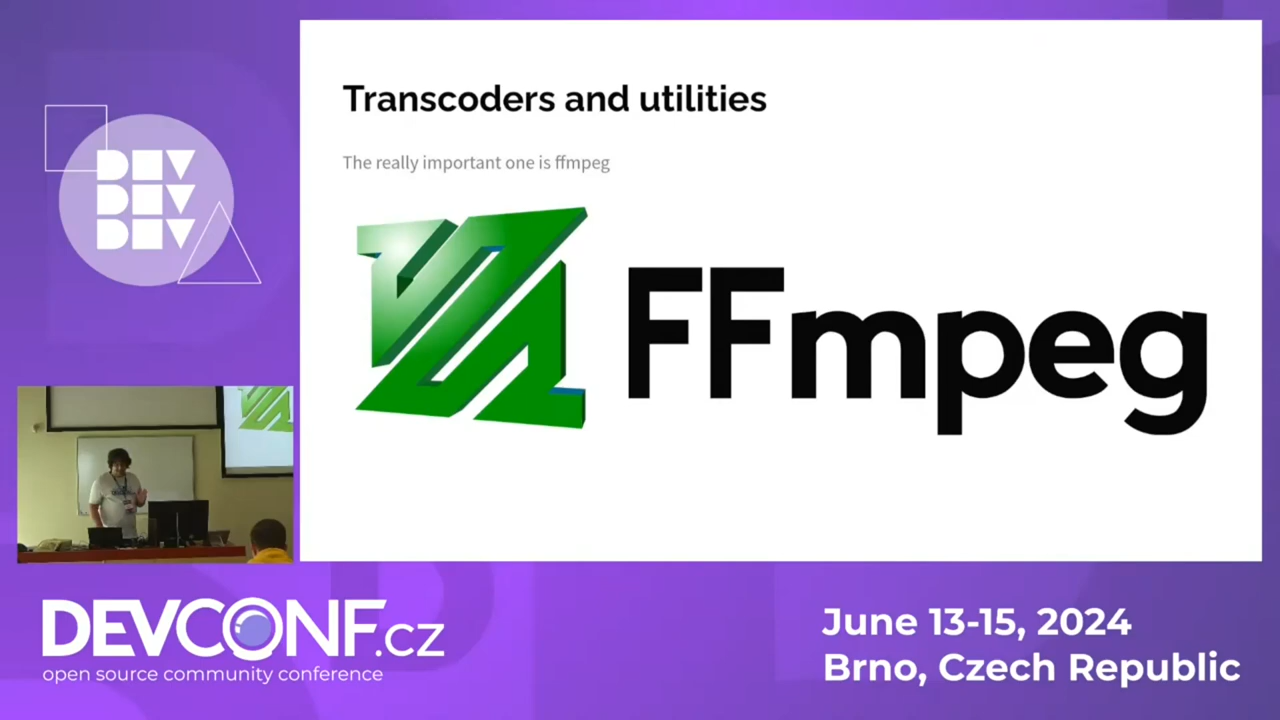 Transcoders and utilities
The really important one is ffmpeg
FFmpeg
DEV
DEV
DEV
DEVCONF.cz
open source community conference
June 13-15, 2024
Brno, Czech Republic